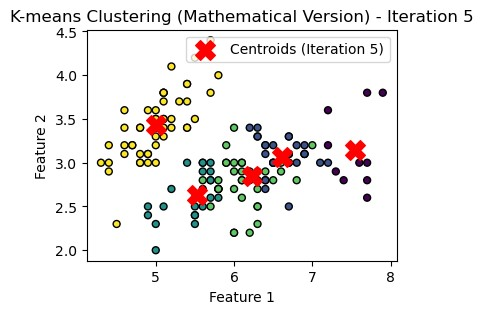 K-means Clustering (Mathematical Version) - Iteration 5
Centroids (Iteration 5)
4.5
4.0
3.5
3.0
2.5
2.0
Feature 2
5 6 7 8
Feature 1